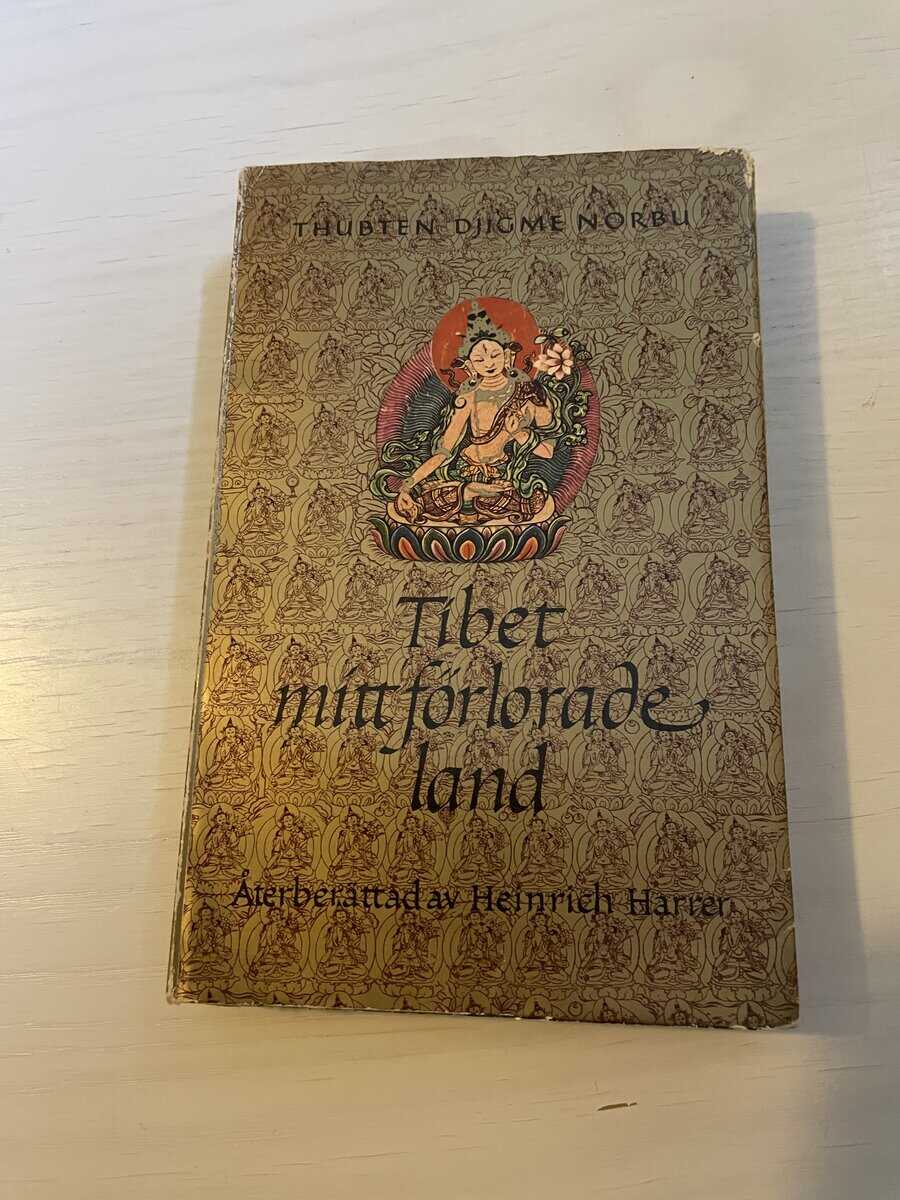 THUBTEN DJIGME NORBU
Tibet
mitt förlorade
land
Återberättad av Heinrich Harrer